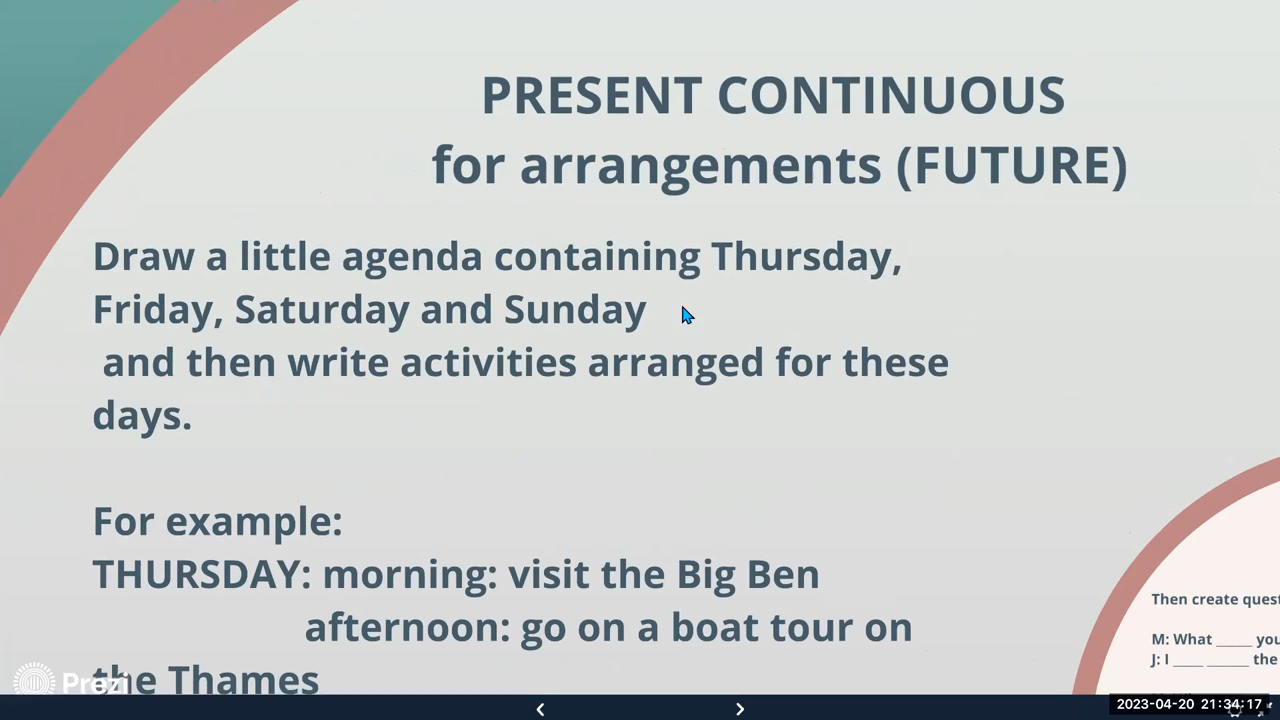 PRESENT CONTINUOUS
for arrangements (FUTURE)
Draw a little agenda containing Thursday,
Friday, Saturday and Sunday
and then write activities arranged for these
days.
For example:
THURSDAY: morning: visit the Big Ben
afternoon: go on a boat tour on
the Thames
Prezi
Then create quest
M: What _____ you
J: I _____ _______ the
2023-04-20 21:34:17